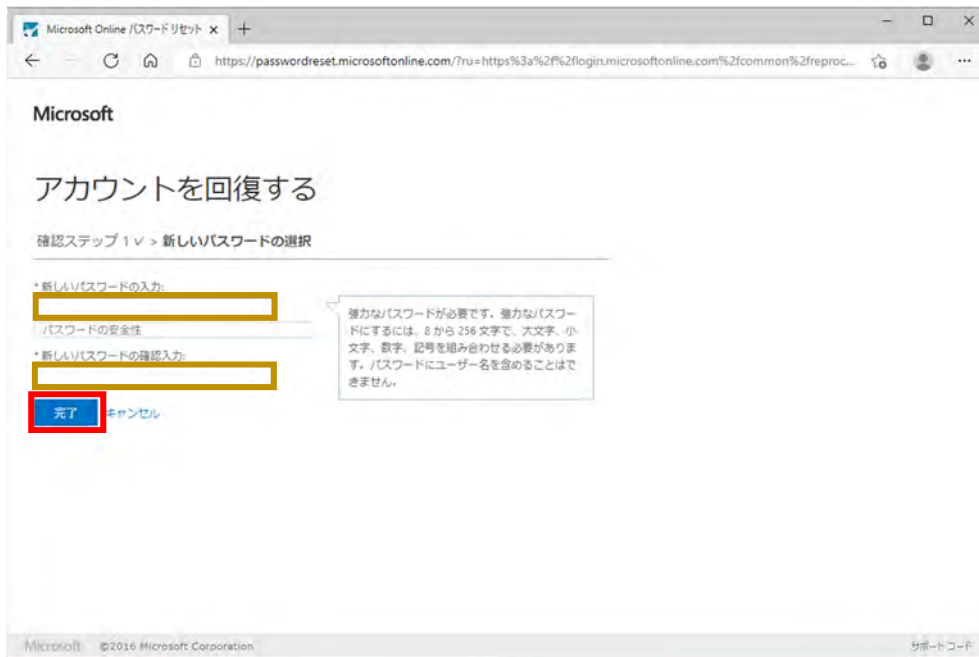 Microsoft Online パスワード リセット
https://passwordreset.microsoftonline.com/?ru=https%3a%2f%2flogin.microsoftonline.com%2fcommon%2freproc...
Microsoft
アカウントを回復する
確認ステップ 1 ✓ > 新しいパスワードの選択
* 新しいパスワードの入力:
パスワードの安全性
* 新しいパスワードの確認入力:
完了 キャンセル
強力なパスワードが必要です。強力なパスワー
ドにするには、8 から 256 文字で、大文字、小
文字、数字、記号を組み合わせる必要がありま
す。パスワードにユーザー名を含めることはで
きません。
Microsoft ©2016 Microsoft Corporation サポート コード